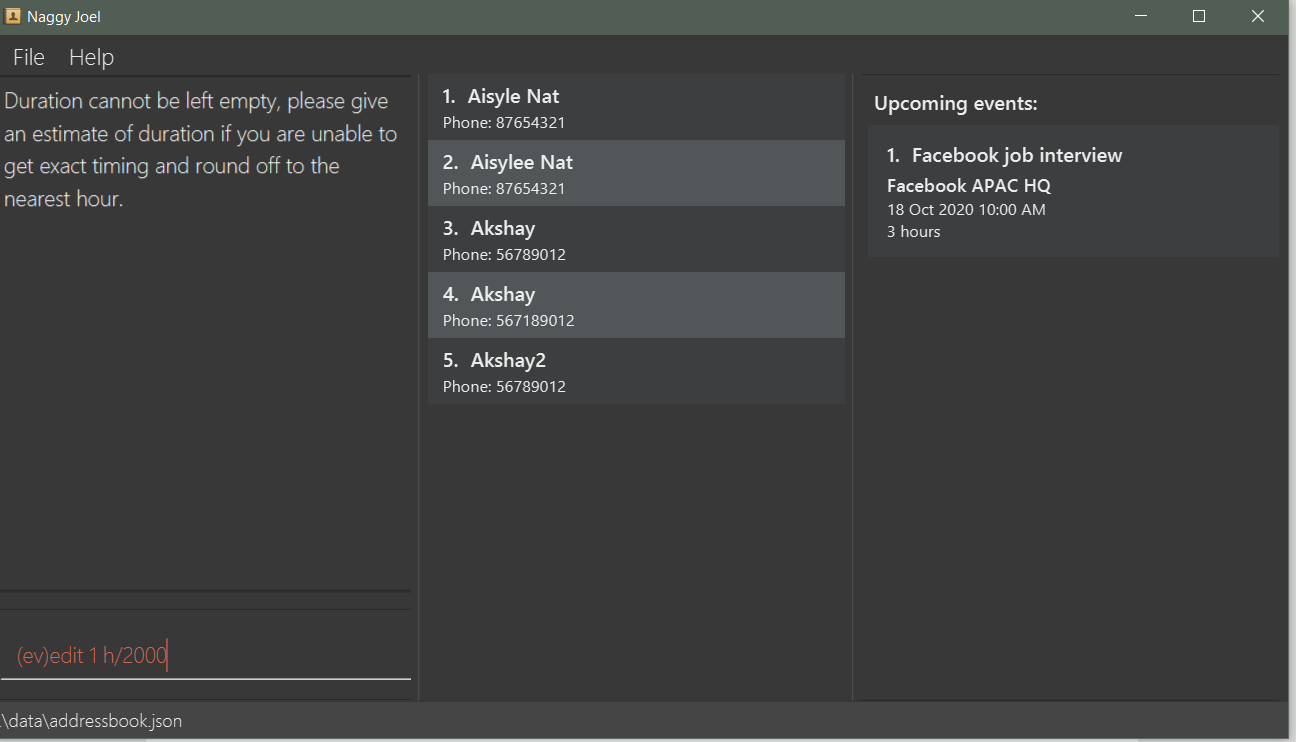 Naggy Joel
File Help
Duration cannot be left empty, please give
an estimate of duration if you are unable to
get exact timing and round off to the
nearest hour.
(ev)edit 1 h/2000
.\data\addressbook.json
1. Aisyle Nat
Phone: 87654321
2. Aisylee Nat
Phone: 87654321
3. Akshay
Phone: 56789012
4. Akshay
Phone: 567189012
5. Akshay2
Phone: 56789012
Upcoming events:
1. Facebook job interview
Facebook APAC HQ
18 Oct 2020 10:00 AM
3 hours